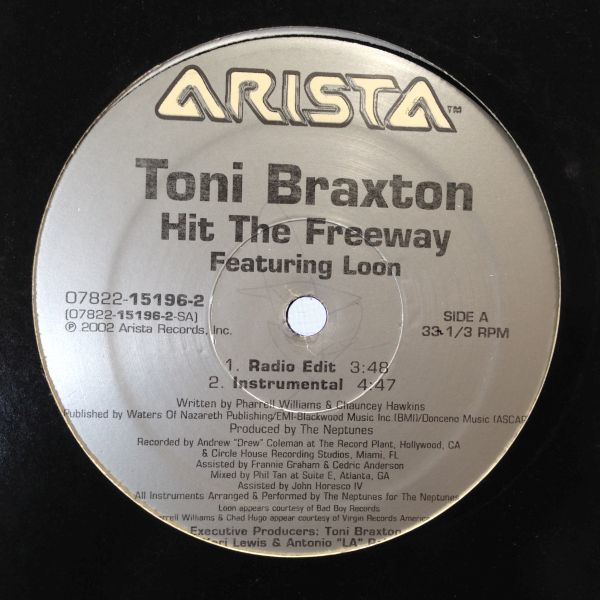 ARISTA™
Toni Braxton
Hit The Freeway
Featuring Loon
07822-15196-2
(07822-15196-2-SA)
℗ 2002 Arista Records, Inc.
SIDE A
33 1/3 RPM
1. Radio Edit 3:48
2. Instrumental 4:47
Written by Pharrell Williams & Chauncey Hawkins
Published by Waters Of Nazareth Publishing/EMI-Blackwood Music Inc.(BMI)/Donceno Music (ASCAP
Produced by The Neptunes
Recorded by Andrew "Drew" Coleman at The Record Plant, Hollywood, CA
& Circle House Recording Studios, Miami, FL
Assisted by Frannie Graham & Cedric Anderson
Mixed by Phil Tan at Suite E, Atlanta, GA
Assisted by John Horesco IV
All Instruments Arranged & Performed by The Neptunes for The Neptunes
Loon appears courtesy of Bad Boy Records
Williams & Chad Hugo appear courtesy of Virgin Records America
Executive Producers: Toni Braxton
Lewis & Antonio "LA"